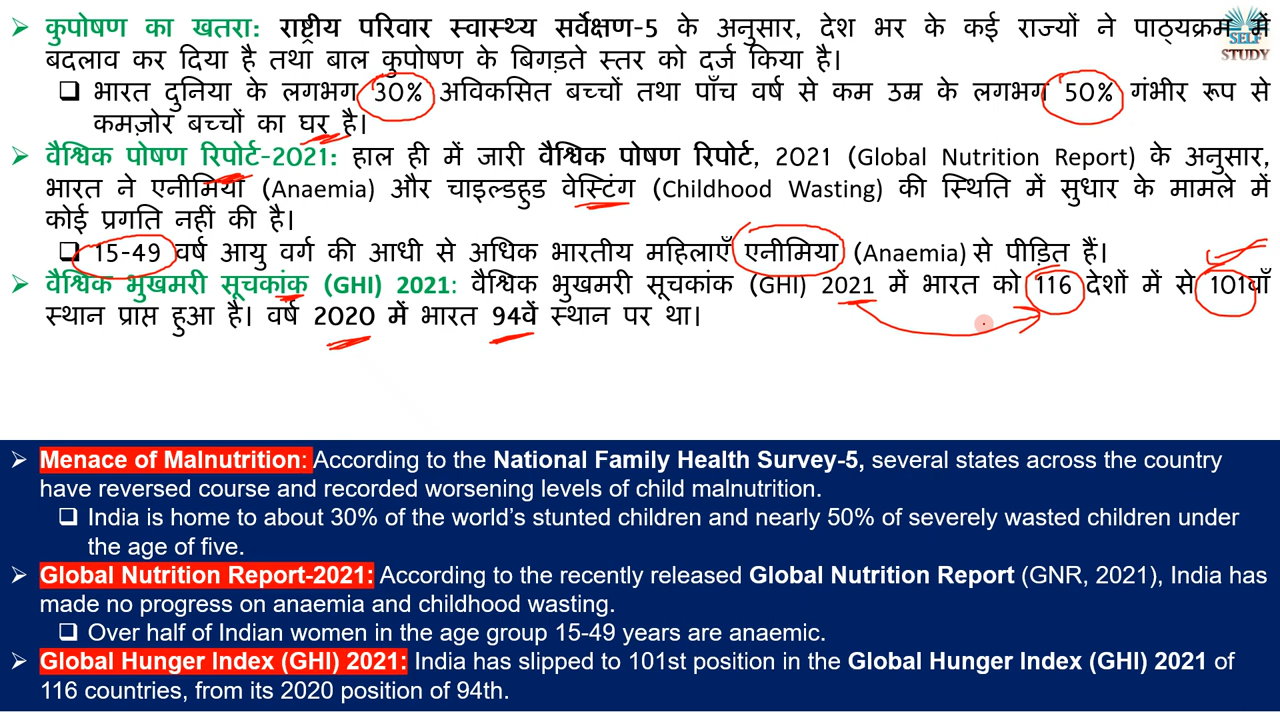 ➢ कुपोषण का खतरा: राष्ट्रीय परिवार स्वास्थ्य सर्वेक्षण-5 के अनुसार, देश भर के कई राज्यों ने पाठ्यक्रम में
बदलाव कर दिया है तथा बाल कुपोषण के बिगड़ते स्तर को दर्ज किया है।
❑ भारत दुनिया के लगभग 30% अविकसित बच्चों तथा पाँच वर्ष से कम उम्र के लगभग 50% गंभीर रूप से
कमज़ोर बच्चों का घर है।
➢ वैश्विक पोषण रिपोर्ट-2021: हाल ही में जारी वैश्विक पोषण रिपोर्ट, 2021 (Global Nutrition Report) के अनुसार,
भारत ने एनीमिया (Anaemia) और चाइल्डहुड वेस्टिंग (Childhood Wasting) की स्थिति में सुधार के मामले में
कोई प्रगति नहीं की है।
❑ 15-49 वर्ष आयु वर्ग की आधी से अधिक भारतीय महिलाएँ एनीमिया (Anaemia) से पीड़ित हैं।
➢ वैश्विक भुखमरी सूचकांक (GHI) 2021: वैश्विक भुखमरी सूचकांक (GHI) 2021 में भारत को 116 देशों में से 101वाँ
स्थान प्राप्त हुआ है। वर्ष 2020 में भारत 94वें स्थान पर था।
SELF
STUDY
➢ Menace of Malnutrition: According to the National Family Health Survey-5, several states across the country
have reversed course and recorded worsening levels of child malnutrition.
❑ India is home to about 30% of the world's stunted children and nearly 50% of severely wasted children under
the age of five.
➢ Global Nutrition Report-2021: According to the recently released Global Nutrition Report (GNR, 2021), India has
made no progress on anaemia and childhood wasting.
❑ Over half of Indian women in the age group 15-49 years are anaemic.
➢ Global Hunger Index (GHI) 2021: India has slipped to 101st position in the Global Hunger Index (GHI) 2021 of
116 countries, from its 2020 position of 94th.